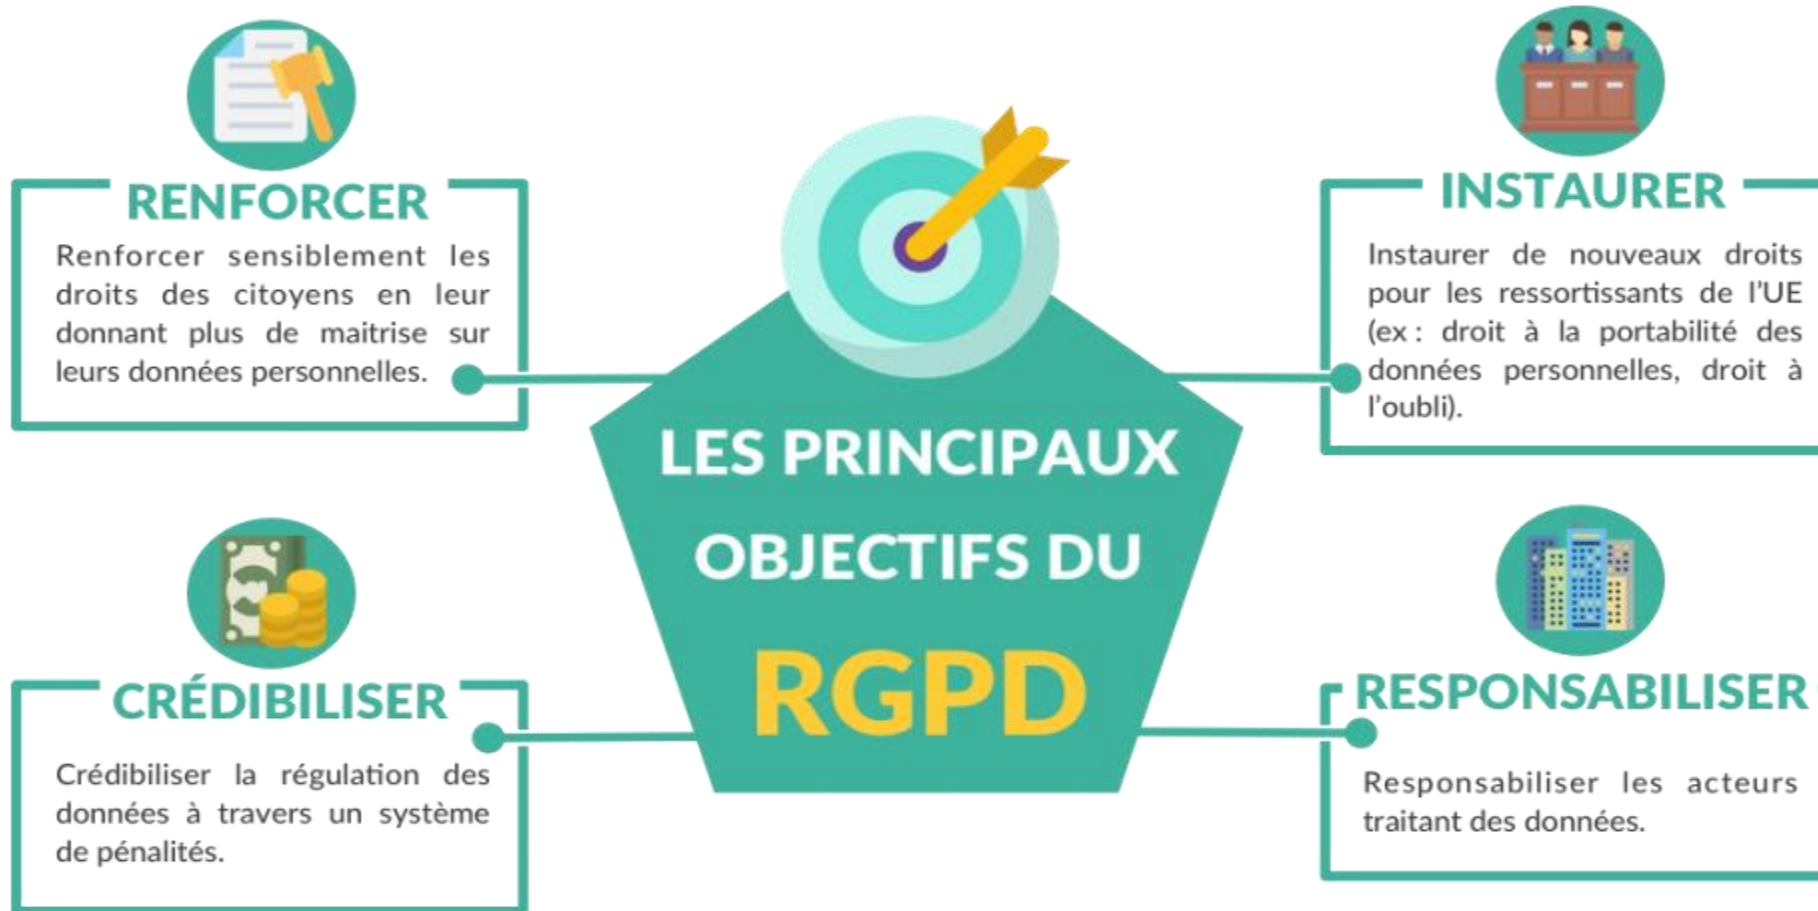 RENFORCER
Renforcer sensiblement les
droits des citoyens en leur
donnant plus de maitrise sur
leurs données personnelles.
INSTAURER
Instaurer de nouveaux droits
pour les ressortissants de l’UE
(ex : droit à la portabilité des
données personnelles, droit à
l’oubli).
LES PRINCIPAUX
OBJECTIFS DU
RGPD
CRÉDIBILISER
Crédibiliser la régulation des
données à travers un système
de pénalités.
RESPONSABILISER
Responsabiliser les acteurs
traitant des données.